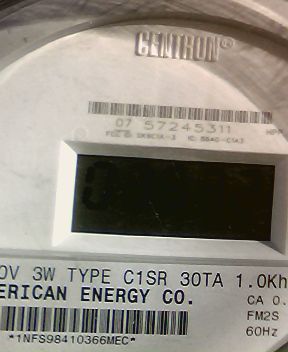 CENTRON®
07 57245311
0V 3W TYPE C1SR 30TA 1.0Kh
ERICAN ENERGY CO.
CA 0.
FM2S
60Hz
*1NFS98410366MEC*